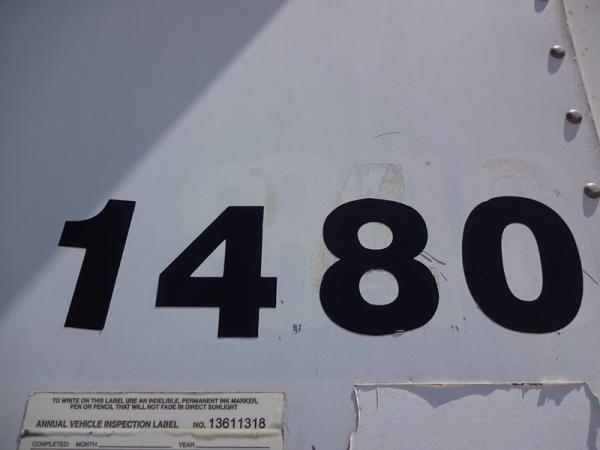 1480
TO WRITE ON THIS LABEL USE AN INDELIBLE, PERMANENT INK MARKER,
PEN OR PENCIL THAT WILL NOT FADE IN DIRECT SUNLIGHT
ANNUAL VEHICLE INSPECTION LABEL NO. 13611318
COMPLETED: MONTH YEAR